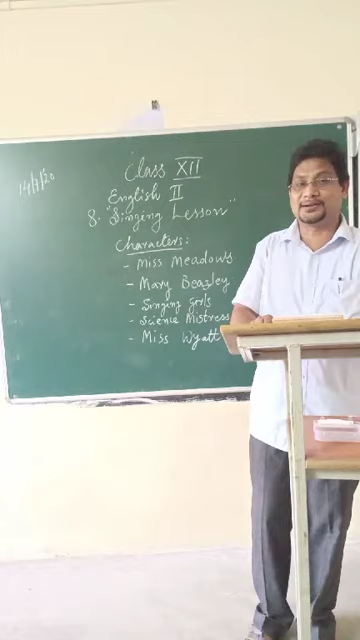 14/7/20
Class XII
English II
8. "Singing Lesson"
Characters:
- Miss Meadows
- Mary Beazley
- Singing girls
- Science Mistress
- Miss Wyatt